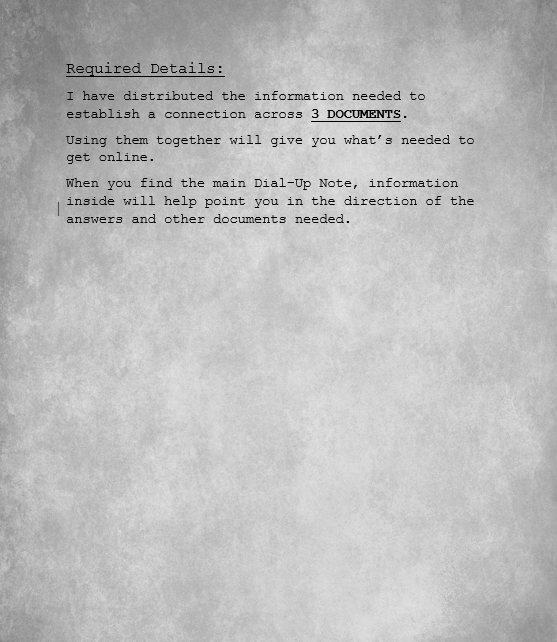 Required Details:
I have distributed the information needed to
establish a connection across 3 DOCUMENTS.
Using them together will give you what’s needed to
get online.
When you find the main Dial-Up Note, information
inside will help point you in the direction of the
answers and other documents needed.